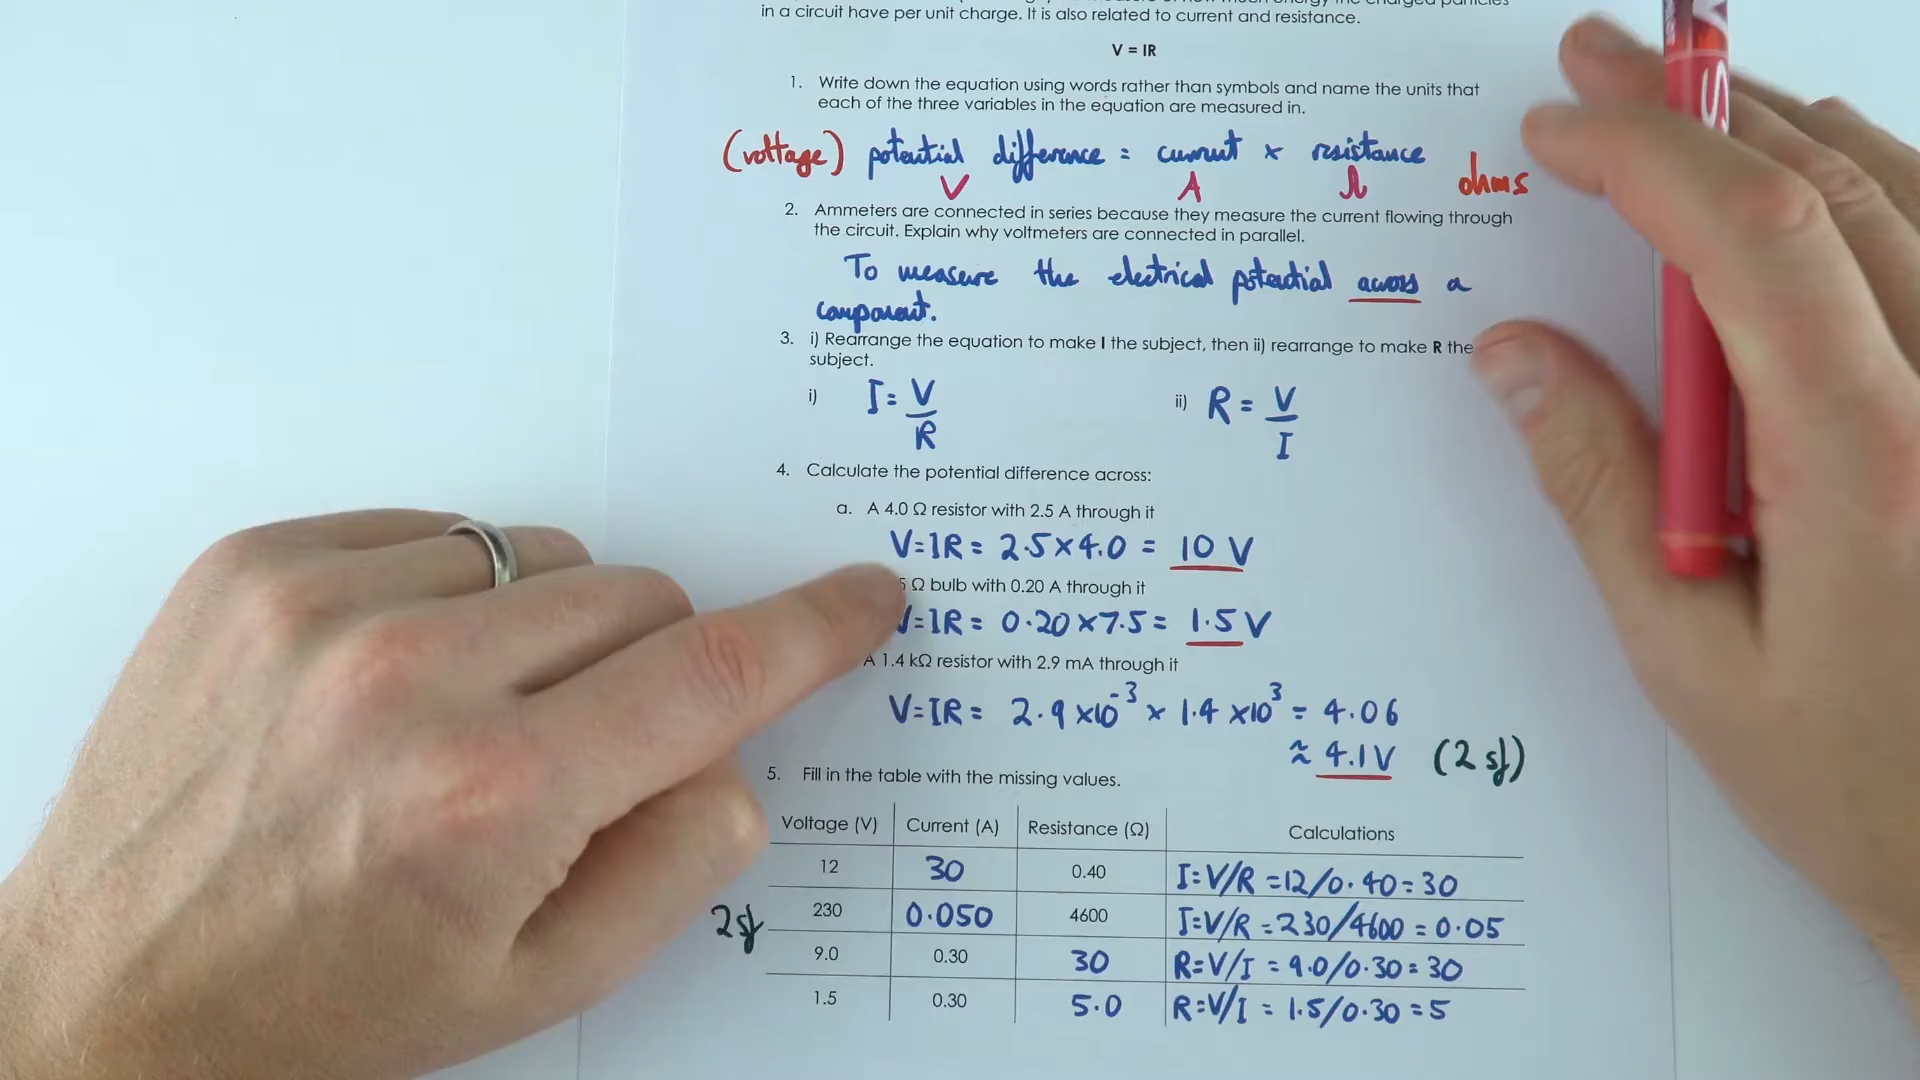 in a circuit have per unit charge. It is also related to current and resistance.
V = IR
1. Write down the equation using words rather than symbols and name the units that
each of the three variables in the equation are measured in.
(voltage) potential difference = current × resistance
V A Ω ohms
2. Ammeters are connected in series because they measure the current flowing through
the circuit. Explain why voltmeters are connected in parallel.
To measure the electrical potential across a
component.
3. i) Rearrange the equation to make I the subject, then ii) rearrange to make R the
subject.
i) I = V/R ii) R = V/I
4. Calculate the potential difference across:
a. A 4.0 Ω resistor with 2.5 A through it
V=IR = 2.5×4.0 = 10 V
5 Ω bulb with 0.20 A through it
V=IR = 0.20×7.5 = 1.5 V
A 1.4 kΩ resistor with 2.9 mA through it
V=IR = 2.9×10⁻³ × 1.4×10³ = 4.06
≈ 4.1V (2 sf)
5. Fill in the table with the missing values.
Voltage (V) Current (A) Resistance (Ω) Calculations
12 30 0.40 I=V/R = 12/0.40 = 30
2sf 230 0.050 4600 I=V/R = 230/4600 = 0.05
9.0 0.30 30 R=V/I = 9.0/0.30 = 30
1.5 0.30 5.0 R=V/I = 1.5/0.30 = 5
S